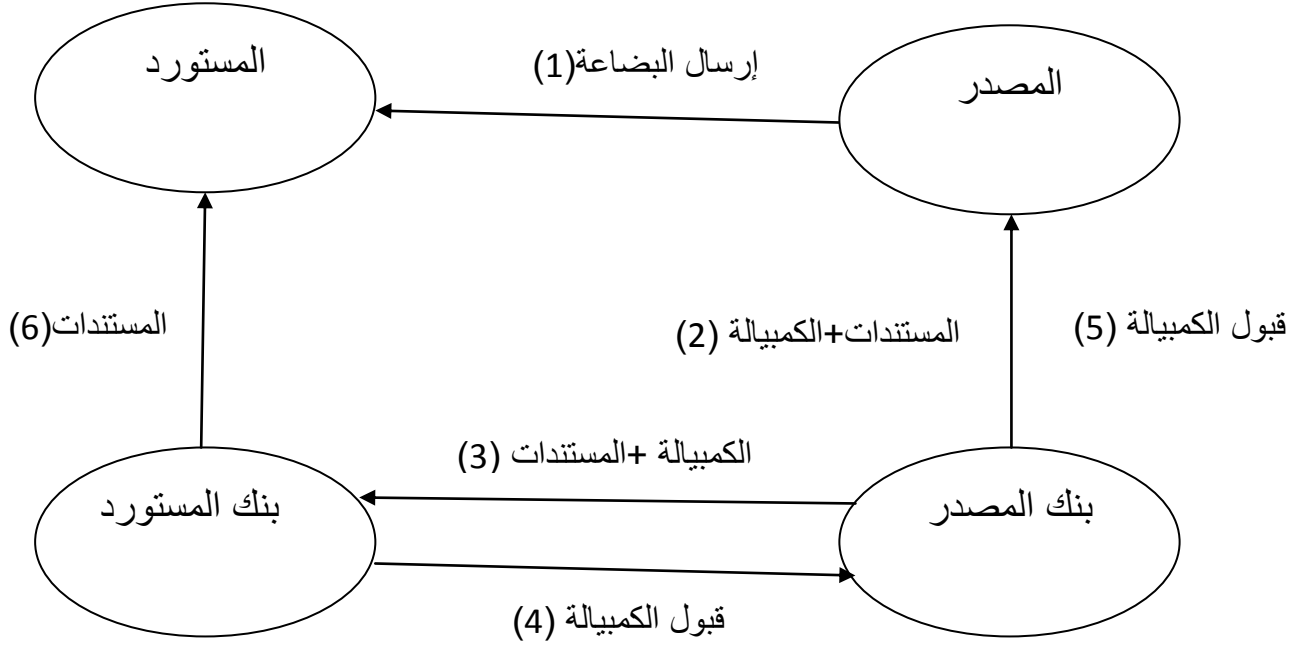 المصدر
إرسال البضاعة(1)
المستورد
قبول الكمبيالة (5)
المستندات+الكمبيالة (2)
المستندات(6)
الكمبيالة +المستندات (3)
بنك المصدر
بنك المستورد
قبول الكمبيالة (4)